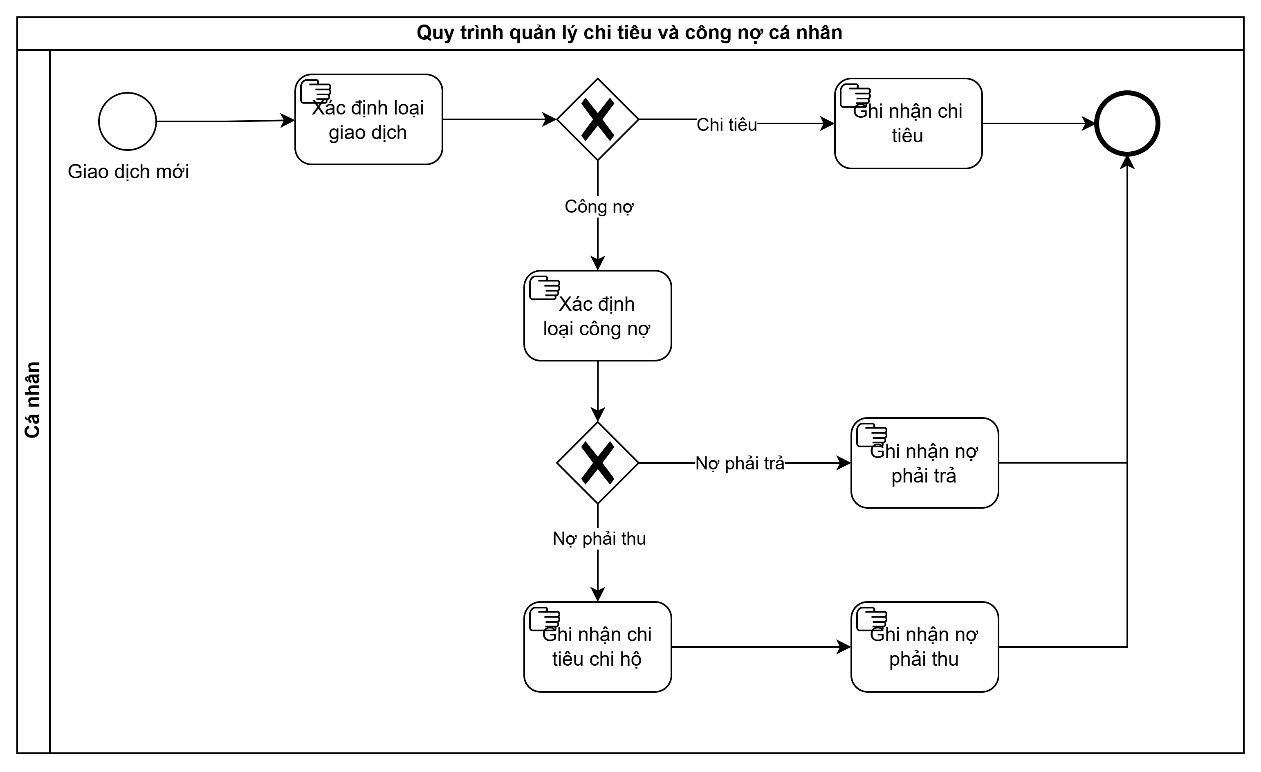 Quy trình quản lý chi tiêu và công nợ cá nhân
Cá nhân
Giao dịch mới
Xác định loại
giao dịch
Chi tiêu
Ghi nhận chi
tiêu
Công nợ
Xác định
loại công nợ
Nợ phải trả
Ghi nhận nợ
phải trả
Nợ phải thu
Ghi nhận chi
tiêu chi hộ
Ghi nhận nợ
phải thu